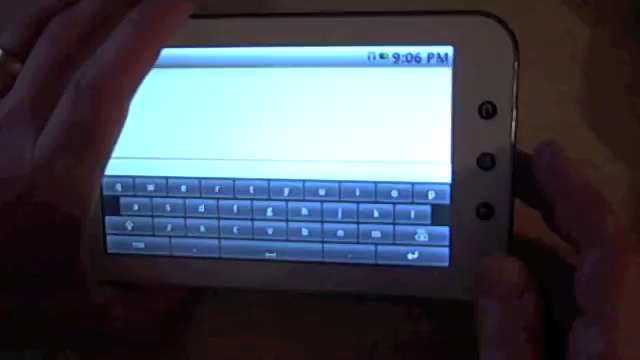 9:06 PM
q w e r t y u i o p
a s d f g h j k l
z x c v b n m